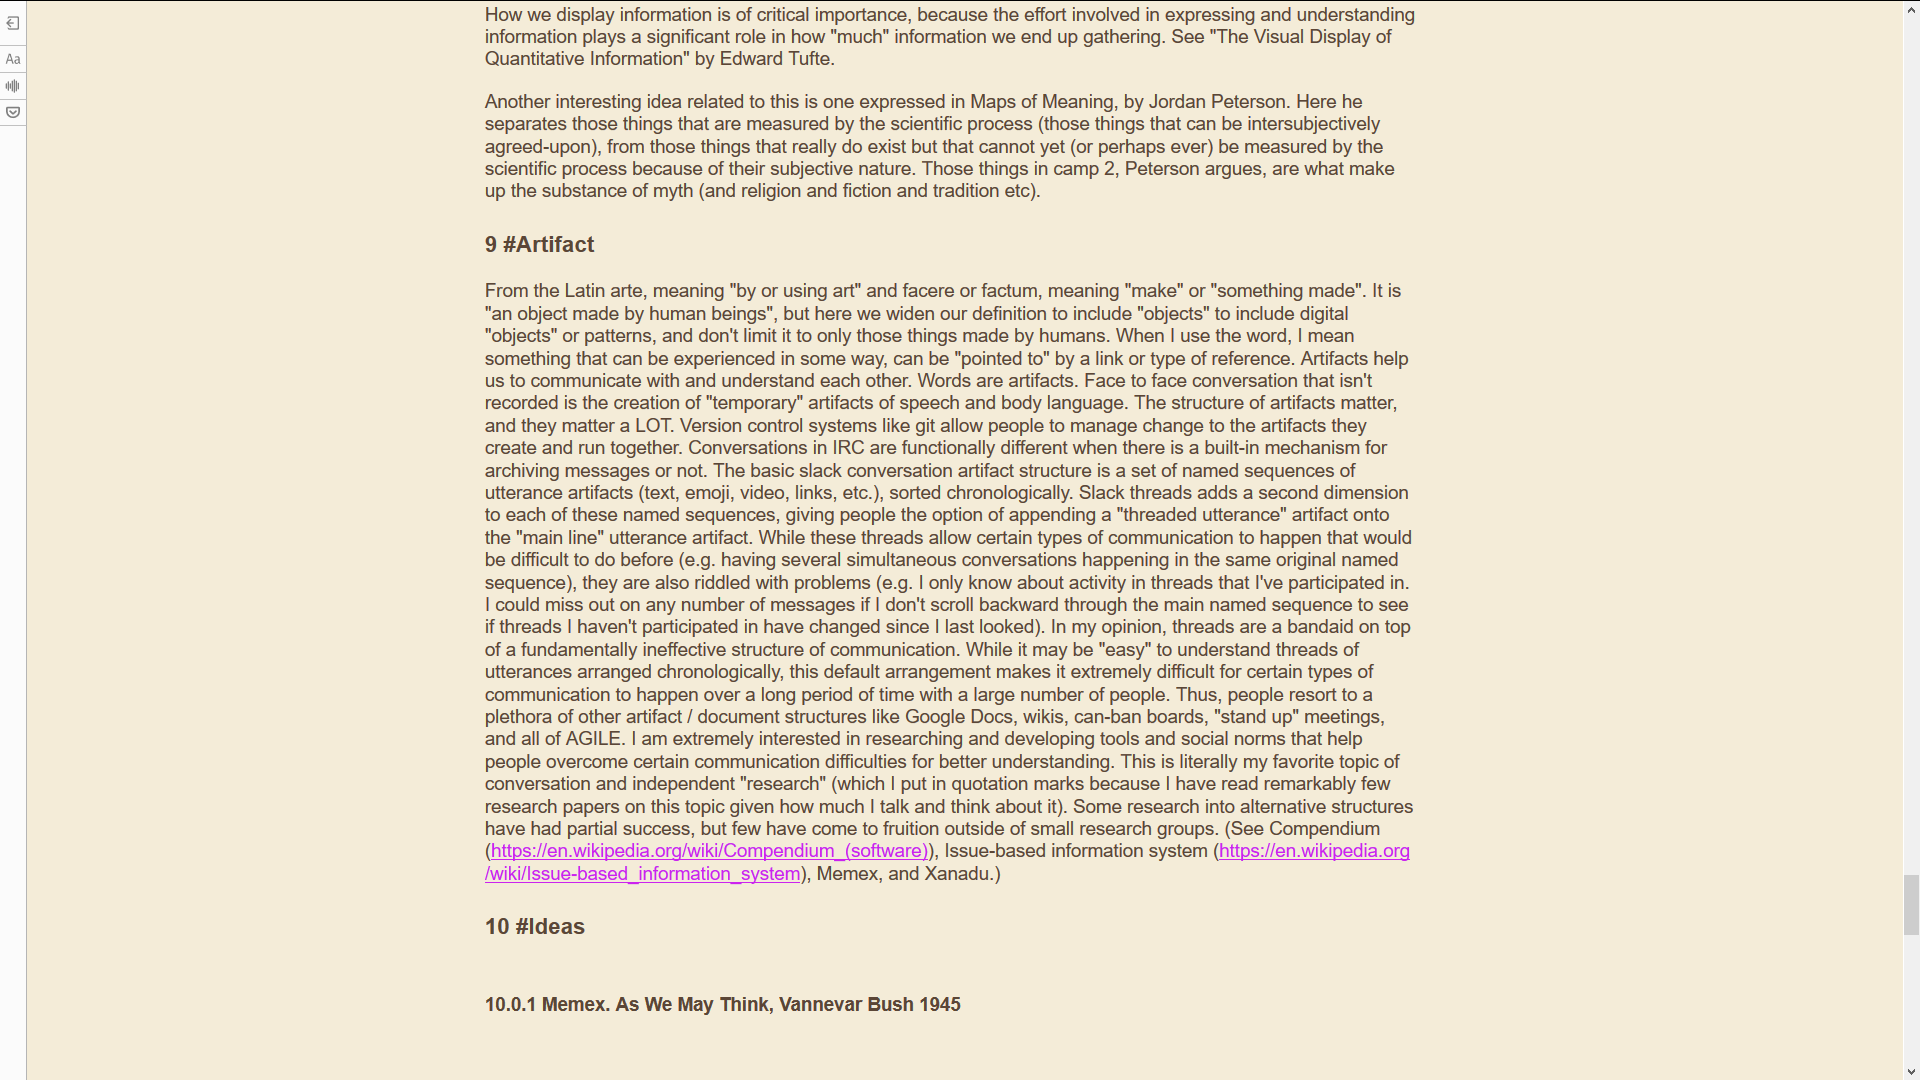 How we display information is of critical importance, because the effort involved in expressing and understanding
information plays a significant role in how "much" information we end up gathering. See "The Visual Display of
Quantitative Information" by Edward Tufte.
Another interesting idea related to this is one expressed in Maps of Meaning, by Jordan Peterson. Here he
separates those things that are measured by the scientific process (those things that can be intersubjectively
agreed-upon), from those things that really do exist but that cannot yet (or perhaps ever) be measured by the
scientific process because of their subjective nature. Those things in camp 2, Peterson argues, are what make
up the substance of myth (and religion and fiction and tradition etc).
9 #Artifact
From the Latin arte, meaning "by or using art" and facere or factum, meaning "make" or "something made". It is
"an object made by human beings", but here we widen our definition to include "objects" to include digital
"objects" or patterns, and don't limit it to only those things made by humans. When I use the word, I mean
something that can be experienced in some way, can be "pointed to" by a link or type of reference. Artifacts help
us to communicate with and understand each other. Words are artifacts. Face to face conversation that isn't
recorded is the creation of "temporary" artifacts of speech and body language. The structure of artifacts matter,
and they matter a LOT. Version control systems like git allow people to manage change to the artifacts they
create and run together. Conversations in IRC are functionally different when there is a built-in mechanism for
archiving messages or not. The basic slack conversation artifact structure is a set of named sequences of
utterance artifacts (text, emoji, video, links, etc.), sorted chronologically. Slack threads adds a second dimension
to each of these named sequences, giving people the option of appending a "threaded utterance" artifact onto
the "main line" utterance artifact. While these threads allow certain types of communication to happen that would
be difficult to do before (e.g. having several simultaneous conversations happening in the same original named
sequence), they are also riddled with problems (e.g. I only know about activity in threads that I've participated in.
I could miss out on any number of messages if I don't scroll backward through the main named sequence to see
if threads I haven't participated in have changed since I last looked). In my opinion, threads are a bandaid on top
of a fundamentally ineffective structure of communication. While it may be "easy" to understand threads of
utterances arranged chronologically, this default arrangement makes it extremely difficult for certain types of
communication to happen over a long period of time with a large number of people. Thus, people resort to a
plethora of other artifact / document structures like Google Docs, wikis, can-ban boards, "stand up" meetings,
and all of AGILE. I am extremely interested in researching and developing tools and social norms that help
people overcome certain communication difficulties for better understanding. This is literally my favorite topic of
conversation and independent "research" (which I put in quotation marks because I have read remarkably few
research papers on this topic given how much I talk and think about it). Some research into alternative structures
have had partial success, but few have come to fruition outside of small research groups. (See Compendium
(https://en.wikipedia.org/wiki/Compendium_(software)), Issue-based information system (https://en.wikipedia.org
/wiki/Issue-based_information_system), Memex, and Xanadu.)
10 #Ideas
10.0.1 Memex. As We May Think, Vannevar Bush 1945
Aa